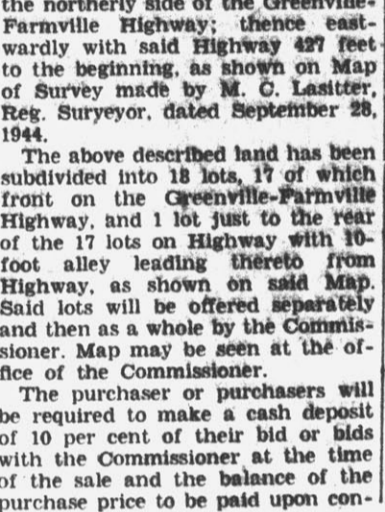 the northerly side of the Greenville-
Farmville Highway; thence east-
wardly with said Highway 427 feet
to the beginning, as shown on Map
of Survey made by M. C. Lasitter,
Reg. Suryeyor, dated September 28,
1944.
The above described land has been
subdivided into 18 lots, 17 of which
front on the Greenville-Farmville
Highway, and 1 lot just to the rear
of the 17 lots on Highway with 10-
foot alley leading thereto from
Highway, as shown on said Map.
Said lots will be offered separately
and then as a whole by the Commis-
sioner. Map may be seen at the of-
fice of the Commissioner.
The purchaser or purchasers will
be required to make a cash deposit
of 10 per cent of their bid or bids
with the Commissioner at the time
of the sale and the balance of the
purchase price to be paid upon con-